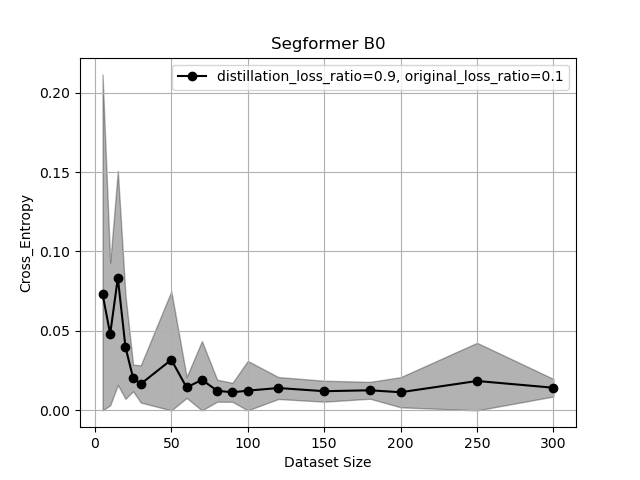 Segformer B0
distillation_loss_ratio=0.9, original_loss_ratio=0.1
0.20
0.15
0.10
0.05
0.00
Cross_Entropy
0 50 100 150 200 250 300
Dataset Size